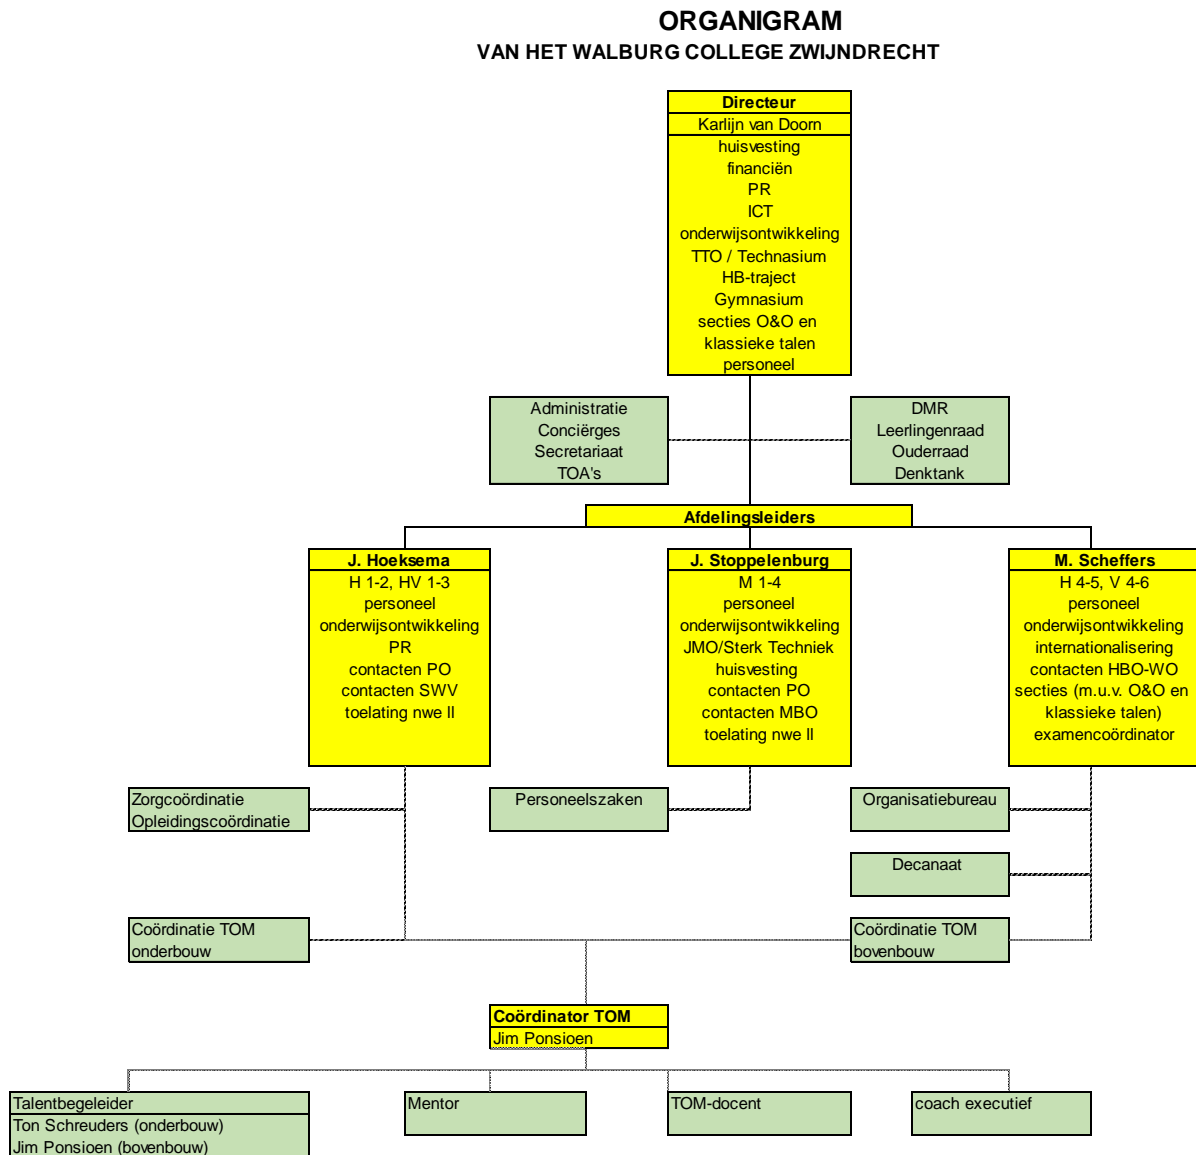 ORGANIGRAM
VAN HET WALBURG COLLEGE ZWIJNDRECHT
Directeur
Karlijn van Doorn
huisvesting
financiën
PR
ICT
onderwijsontwikkeling
TTO / Technasium
HB-traject
Gymnasium
secties O&O en
klassieke talen
personeel
Administratie
Conciërges
Secretariaat
TOA's
DMR
Leerlingenraad
Ouderraad
Denktank
Afdelingsleiders
J. Hoeksema
H 1-2, HV 1-3
personeel
onderwijsontwikkeling
PR
contacten PO
contacten SWV
toelating nwe ll
J. Stoppelenburg
M 1-4
personeel
onderwijsontwikkeling
JMO/Sterk Techniek
huisvesting
contacten PO
contacten MBO
toelating nwe ll
M. Scheffers
H 4-5, V 4-6
personeel
onderwijsontwikkeling
internationalisering
contacten HBO-WO
secties (m.u.v. O&O en
klassieke talen)
examencoördinator
Zorgcoördinatie
Opleidingscoördinatie
Personeelszaken
Organisatiebureau
Decanaat
Coördinatie TOM
onderbouw
Coördinatie TOM
bovenbouw
Coördinator TOM
Jim Ponsioen
Talentbegeleider
Ton Schreuders (onderbouw)
Jim Ponsioen (bovenbouw)
Mentor
TOM-docent
coach executief